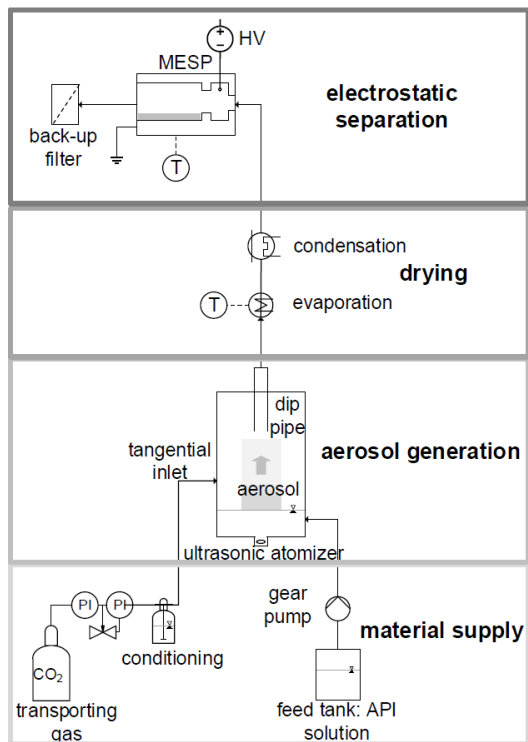 HV
MESP
electrostatic
separation
back-up
filter
T
condensation
drying
T
evaporation
dip
pipe
tangential
inlet
aerosol generation
aerosol
ultrasonic atomizer
gear
pump
PI
PI
material supply
conditioning
CO₂
transporting
gas
feed tank: API
solution